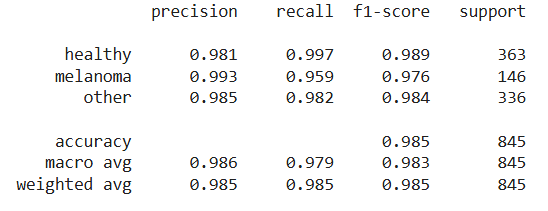 precision recall f1-score support
healthy 0.981 0.997 0.989 363
melanoma 0.993 0.959 0.976 146
other 0.985 0.982 0.984 336
accuracy 0.985 845
macro avg 0.986 0.979 0.983 845
weighted avg 0.985 0.985 0.985 845